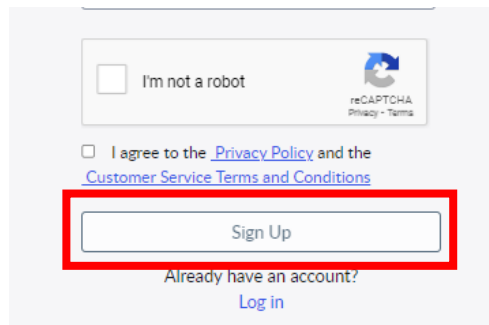 I'm not a robot
reCAPTCHA
Privacy - Terms
I agree to the Privacy Policy and the
Customer Service Terms and Conditions
Sign Up
Already have an account?
Log in